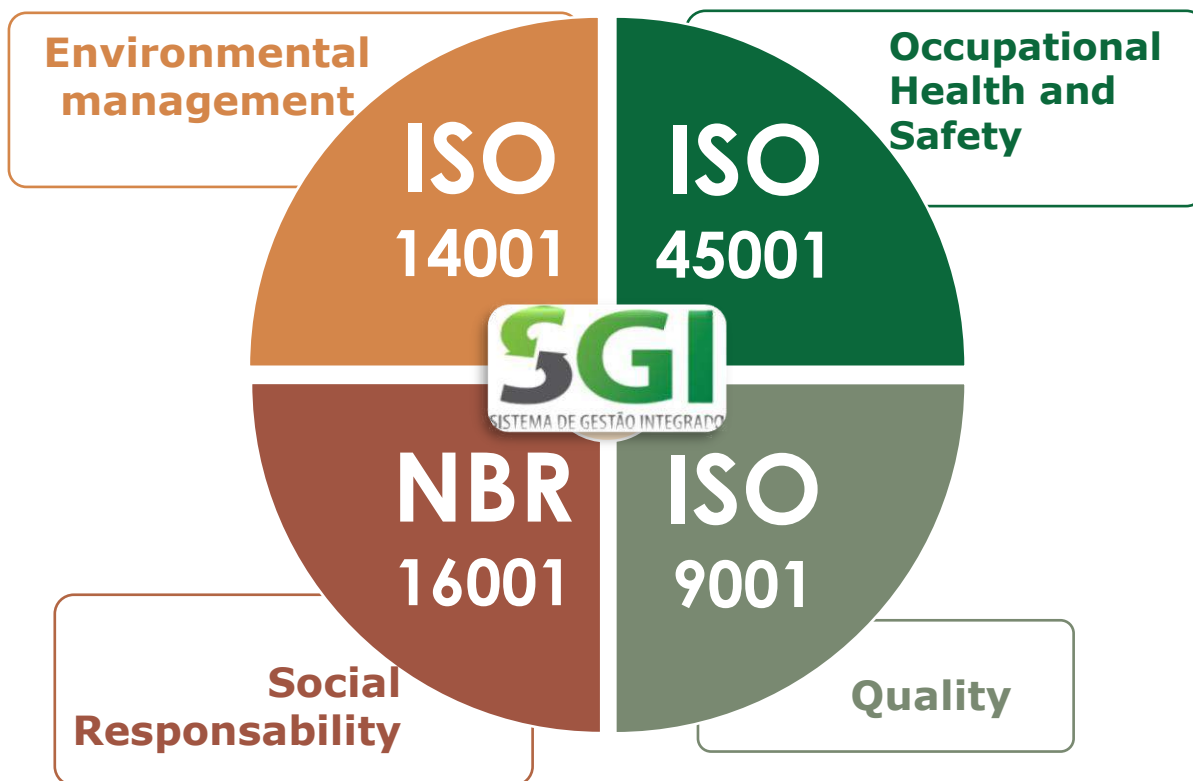 Environmental
management
ISO
14001
Occupational
Health and
Safety
ISO
45001
SGI
SISTEMA DE GESTÃO INTEGRADO
NBR
16001
Social
Responsability
ISO
9001
Quality